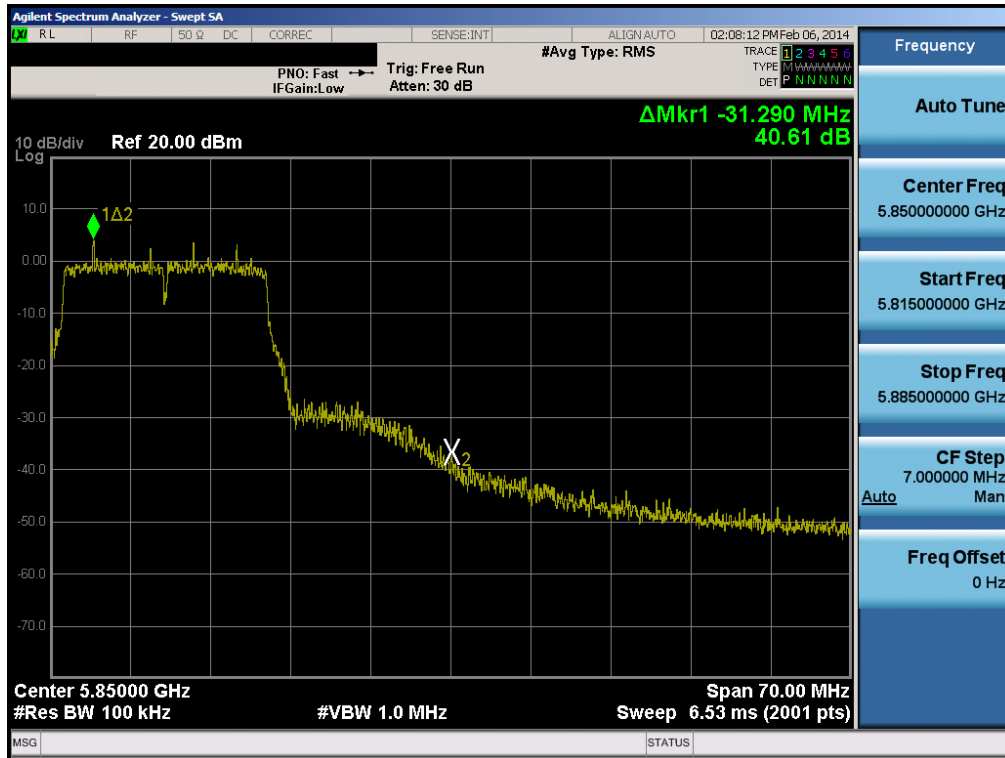 Agilent Spectrum Analyzer - Swept SA
LXI RL RF 50 Ω DC CORREC SENSE:INT ALIGN AUTO 02:08:12 PM Feb 06, 2014
Frequency
#Avg Type: RMS
TRACE 1 2 3 4 5 6
TYPE M WWWWW
DET P N N N N N
PNO: Fast
IFGain:Low
Trig: Free Run
Atten: 30 dB
Auto Tune
ΔMkr1 -31.290 MHz
40.61 dB
10 dB/div
Log
Ref 20.00 dBm
Center Freq
5.850000000 GHz
10.0
1Δ2
0.00
Start Freq
5.815000000 GHz
-10.0
-20.0
Stop Freq
5.885000000 GHz
-30.0
2
-40.0
CF Step
7.000000 MHz
Auto Man
-50.0
Freq Offset
0 Hz
-60.0
-70.0
Center 5.85000 GHz
Span 70.00 MHz
#Res BW 100 kHz
#VBW 1.0 MHz
Sweep 6.53 ms (2001 pts)
MSG
STATUS